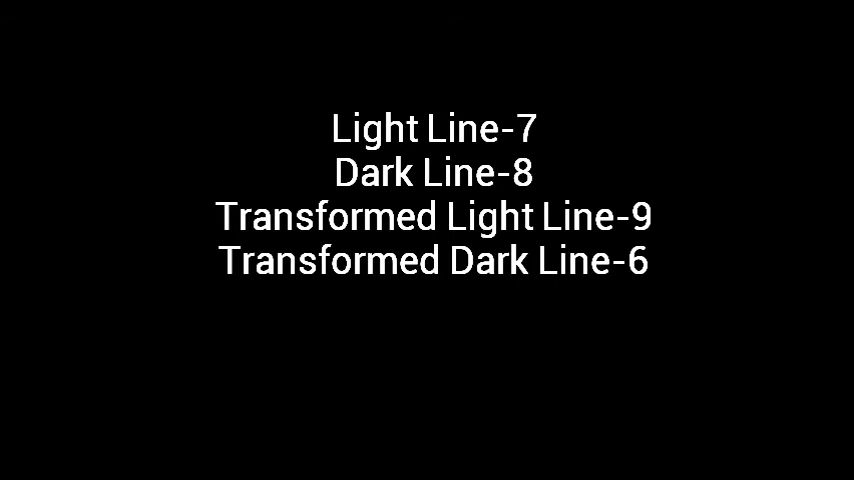 Light Line-7
Dark Line-8
Transformed Light Line-9
Transformed Dark Line-6